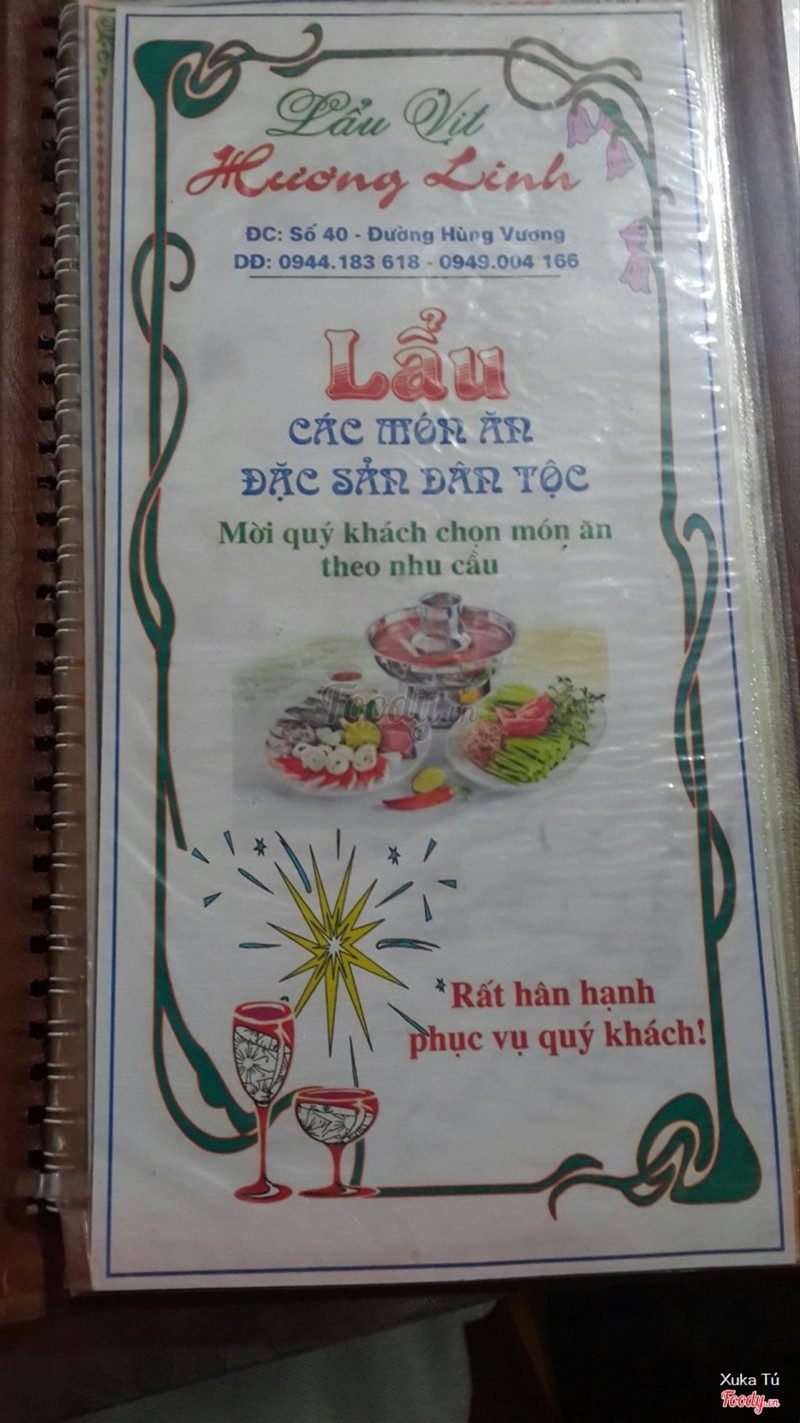 Lẩu Vịt
Hương Linh
ĐC: Số 40 - Đường Hùng Vương
DĐ: 0944.183 618 - 0949.004 166
Lẩu
CÁC MÓN ĂN
ĐẶC SẢN DÂN TỘC
Mời quý khách chọn món ăn
theo nhu cầu
Foody.vn
Rất hân hạnh
phục vụ quý khách!
Xuka Tú
Foody.vn